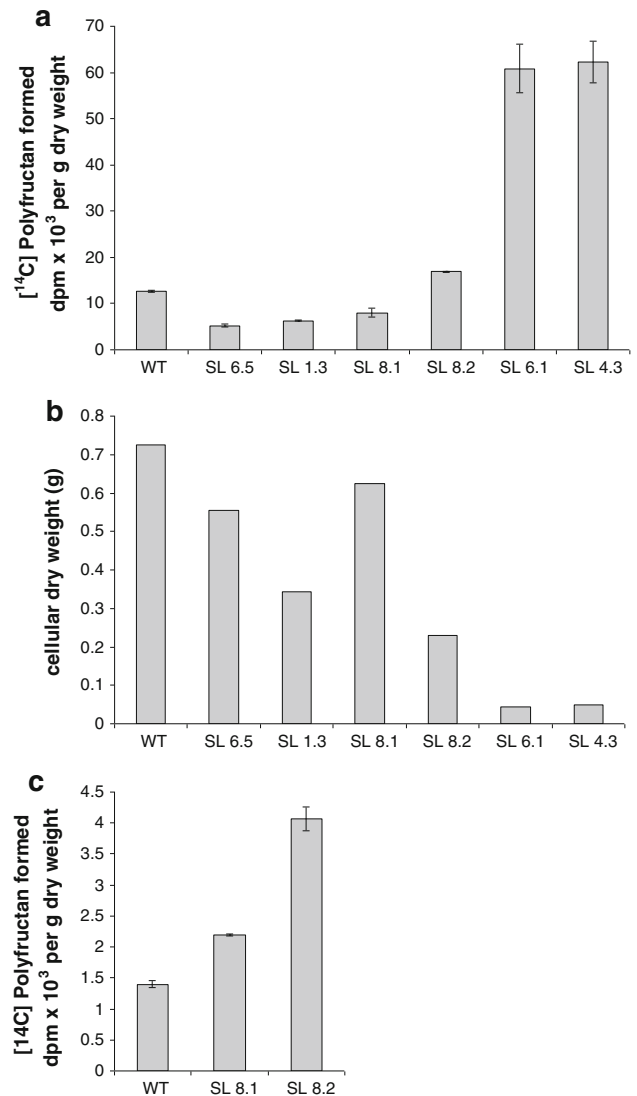 a
[¹⁴C] Polyfructan formed
dpm x 10³ per g dry weight
70
60
50
40
30
20
10
0
WT SL 6.5 SL 1.3 SL 8.1 SL 8.2 SL 6.1 SL 4.3
b
cellular dry weight (g)
0.8
0.7
0.6
0.5
0.4
0.3
0.2
0.1
0
WT SL 6.5 SL 1.3 SL 8.1 SL 8.2 SL 6.1 SL 4.3
c
[14C] Polyfructan formed
dpm x 10³ per g dry weight
4.5
4
3.5
3
2.5
2
1.5
1
0.5
0
WT SL 8.1 SL 8.2